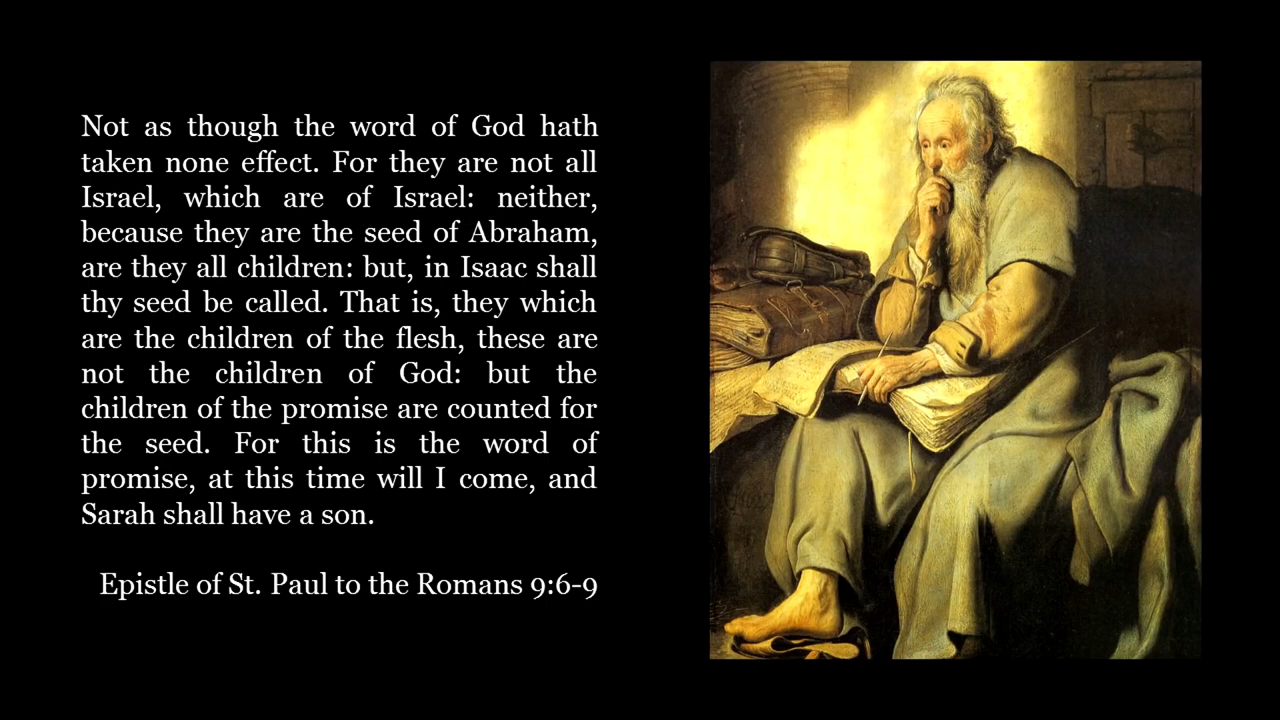 Not as though the word of God hath
taken none effect. For they are not all
Israel, which are of Israel: neither,
because they are the seed of Abraham,
are they all children: but, in Isaac shall
thy seed be called. That is, they which
are the children of the flesh, these are
not the children of God: but the
children of the promise are counted for
the seed. For this is the word of
promise, at this time will I come, and
Sarah shall have a son.
Epistle of St. Paul to the Romans 9:6-9